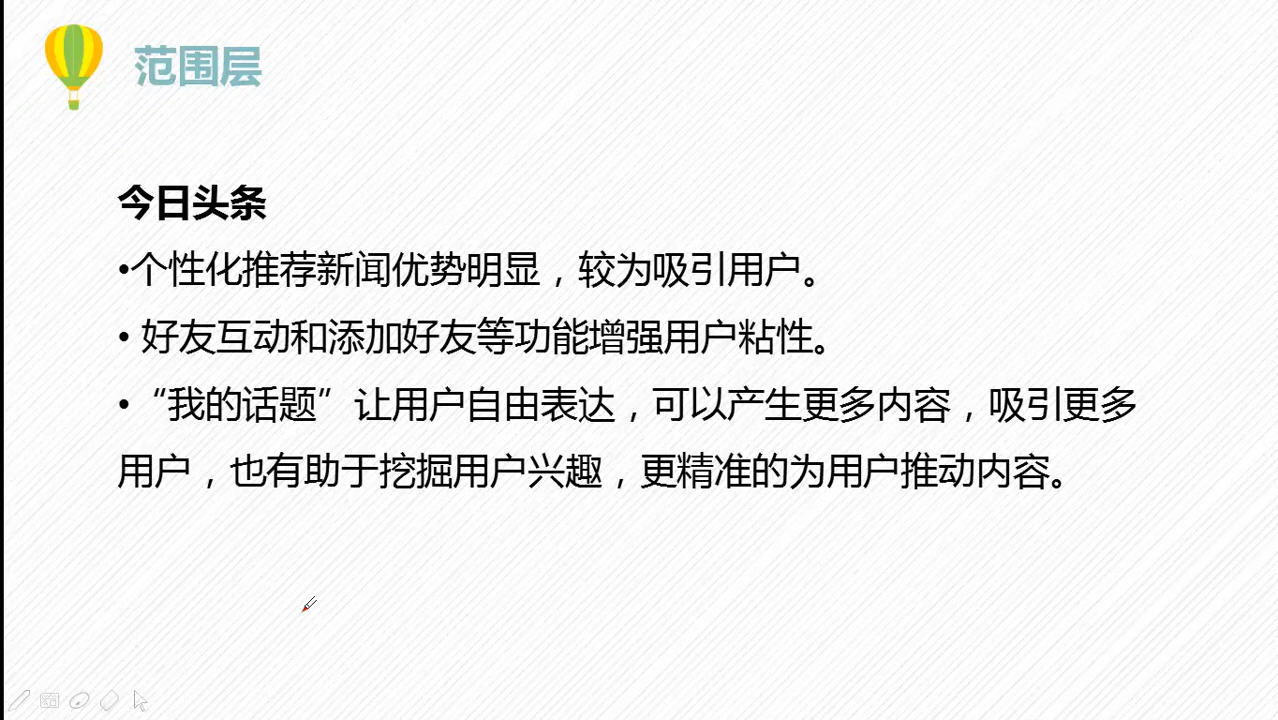 范围层
今日头条
•个性化推荐新闻优势明显，较为吸引用户。
• 好友互动和添加好友等功能增强用户粘性。
•“我的话题”让用户自由表达，可以产生更多内容，吸引更多
用户，也有助于挖掘用户兴趣，更精准的为用户推动内容。